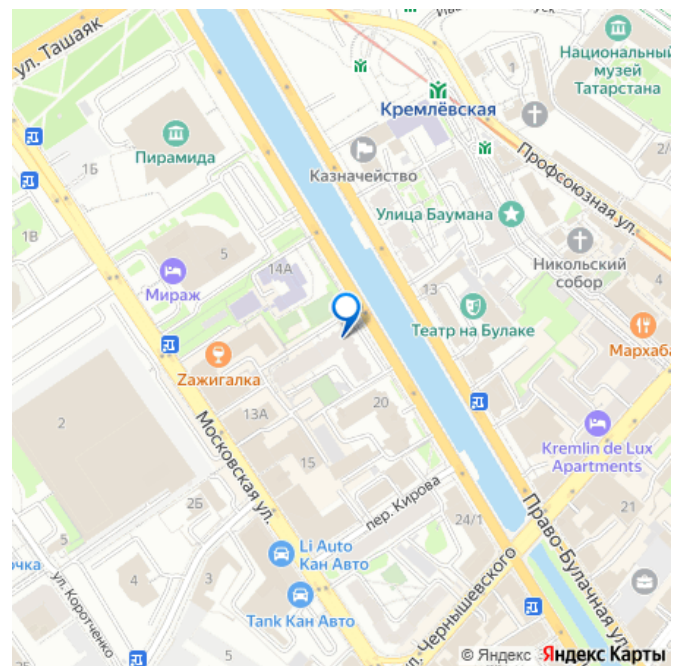 ул. Ташаяк
1
Национальный
музей
Татарстана
Кремлёвская
Профсоюзная ул.
2/
1Б
Пирамида
Казначейство
Улица Баумана
1В
5
14А
Мираж
Никольский
собор
4
13
Театр на Булаке
Мархаба
Zажигалка
2
13А
20
Московская ул.
15
Kremlin de Lux
Apartments
2Б
пер. Кирова
24/1
21
Право-Булачная ул.
Li Auto
Кан Авто
очка
ул. Коротченко
4
3
Tank Кан Авто
ул. Чернышевского
5
© Яндекс Яндекс Карты